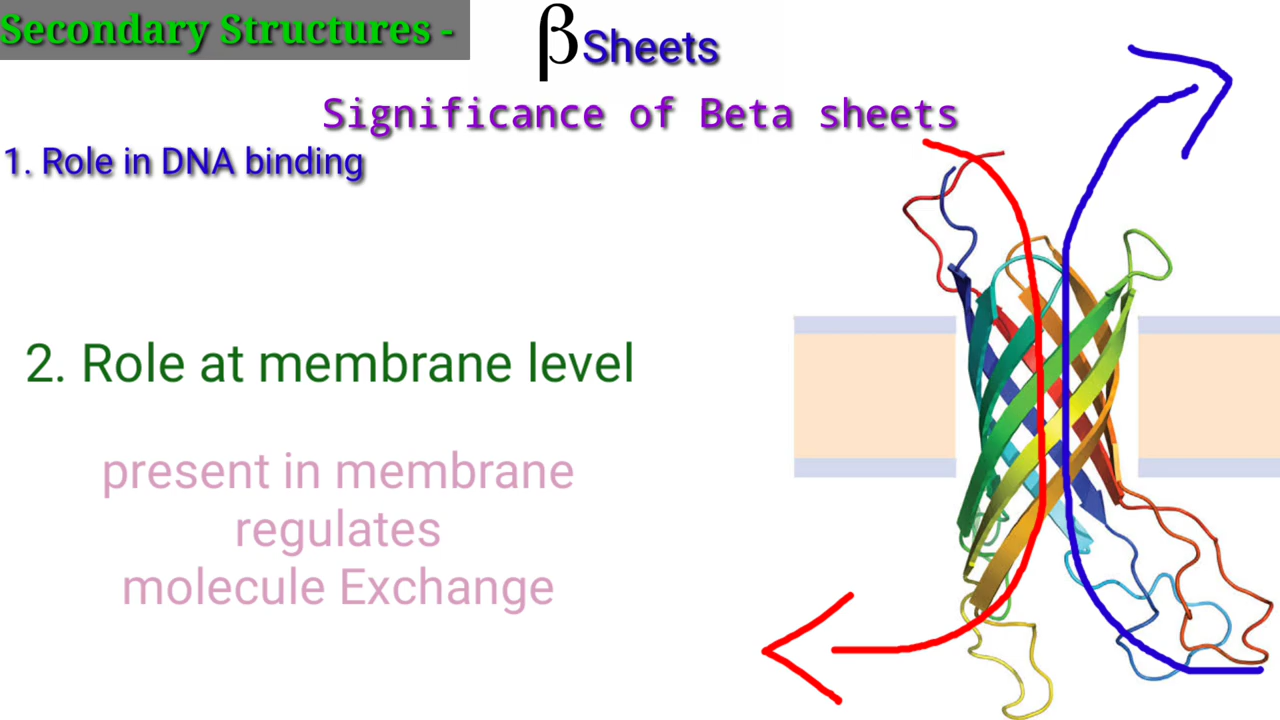 Secondary Structures -
β Sheets
Significance of Beta sheets
1. Role in DNA binding
2. Role at membrane level
present in membrane
regulates
molecule Exchange